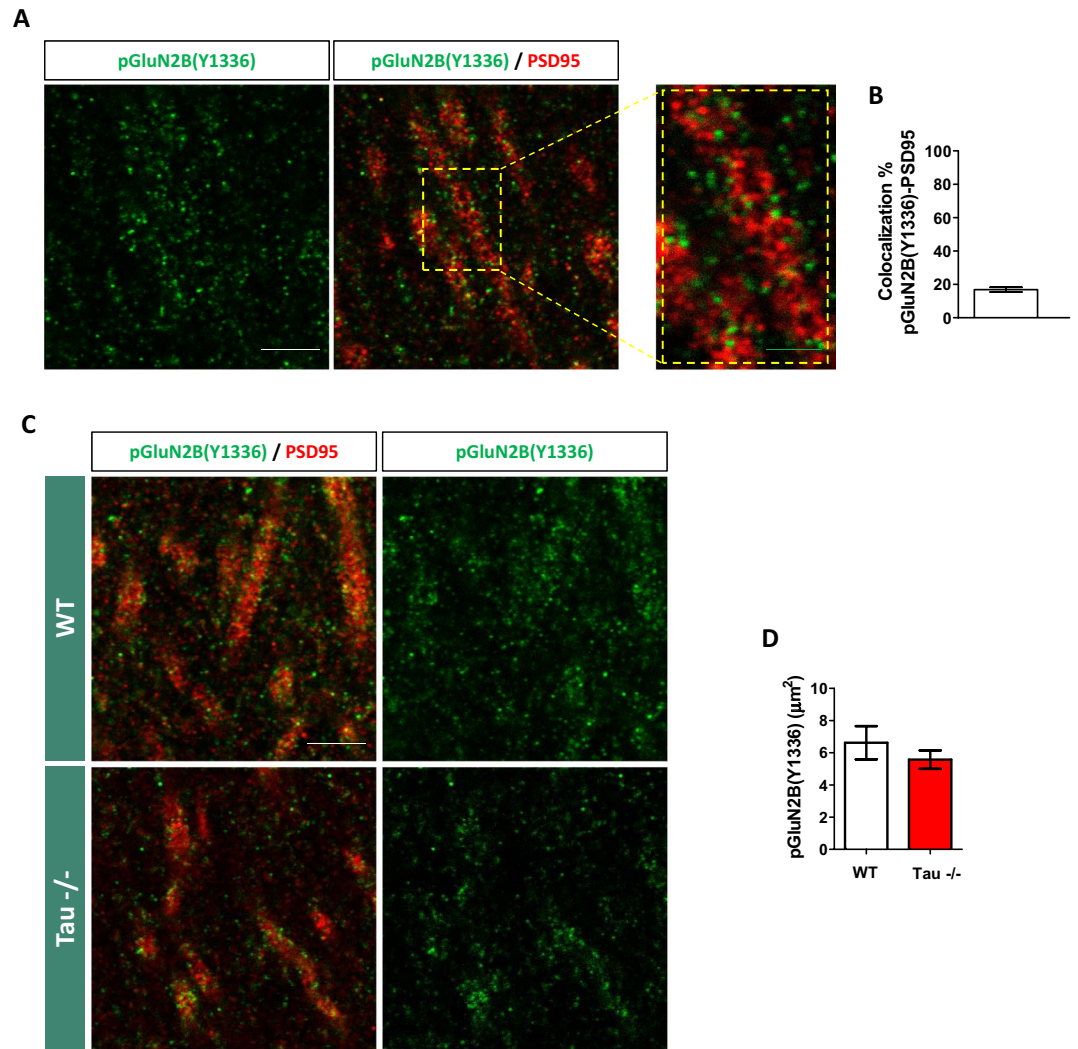 A
pGluN2B(Y1336)
pGluN2B(Y1336) / PSD95
B
Colocalization %
pGluN2B(Y1336)-PSD95
100
80
60
40
20
0
C
pGluN2B(Y1336) / PSD95
pGluN2B(Y1336)
WT
Tau -/-
D
pGluN2B(Y1336) (μm²)
10
8
6
4
2
0
WT
Tau -/-